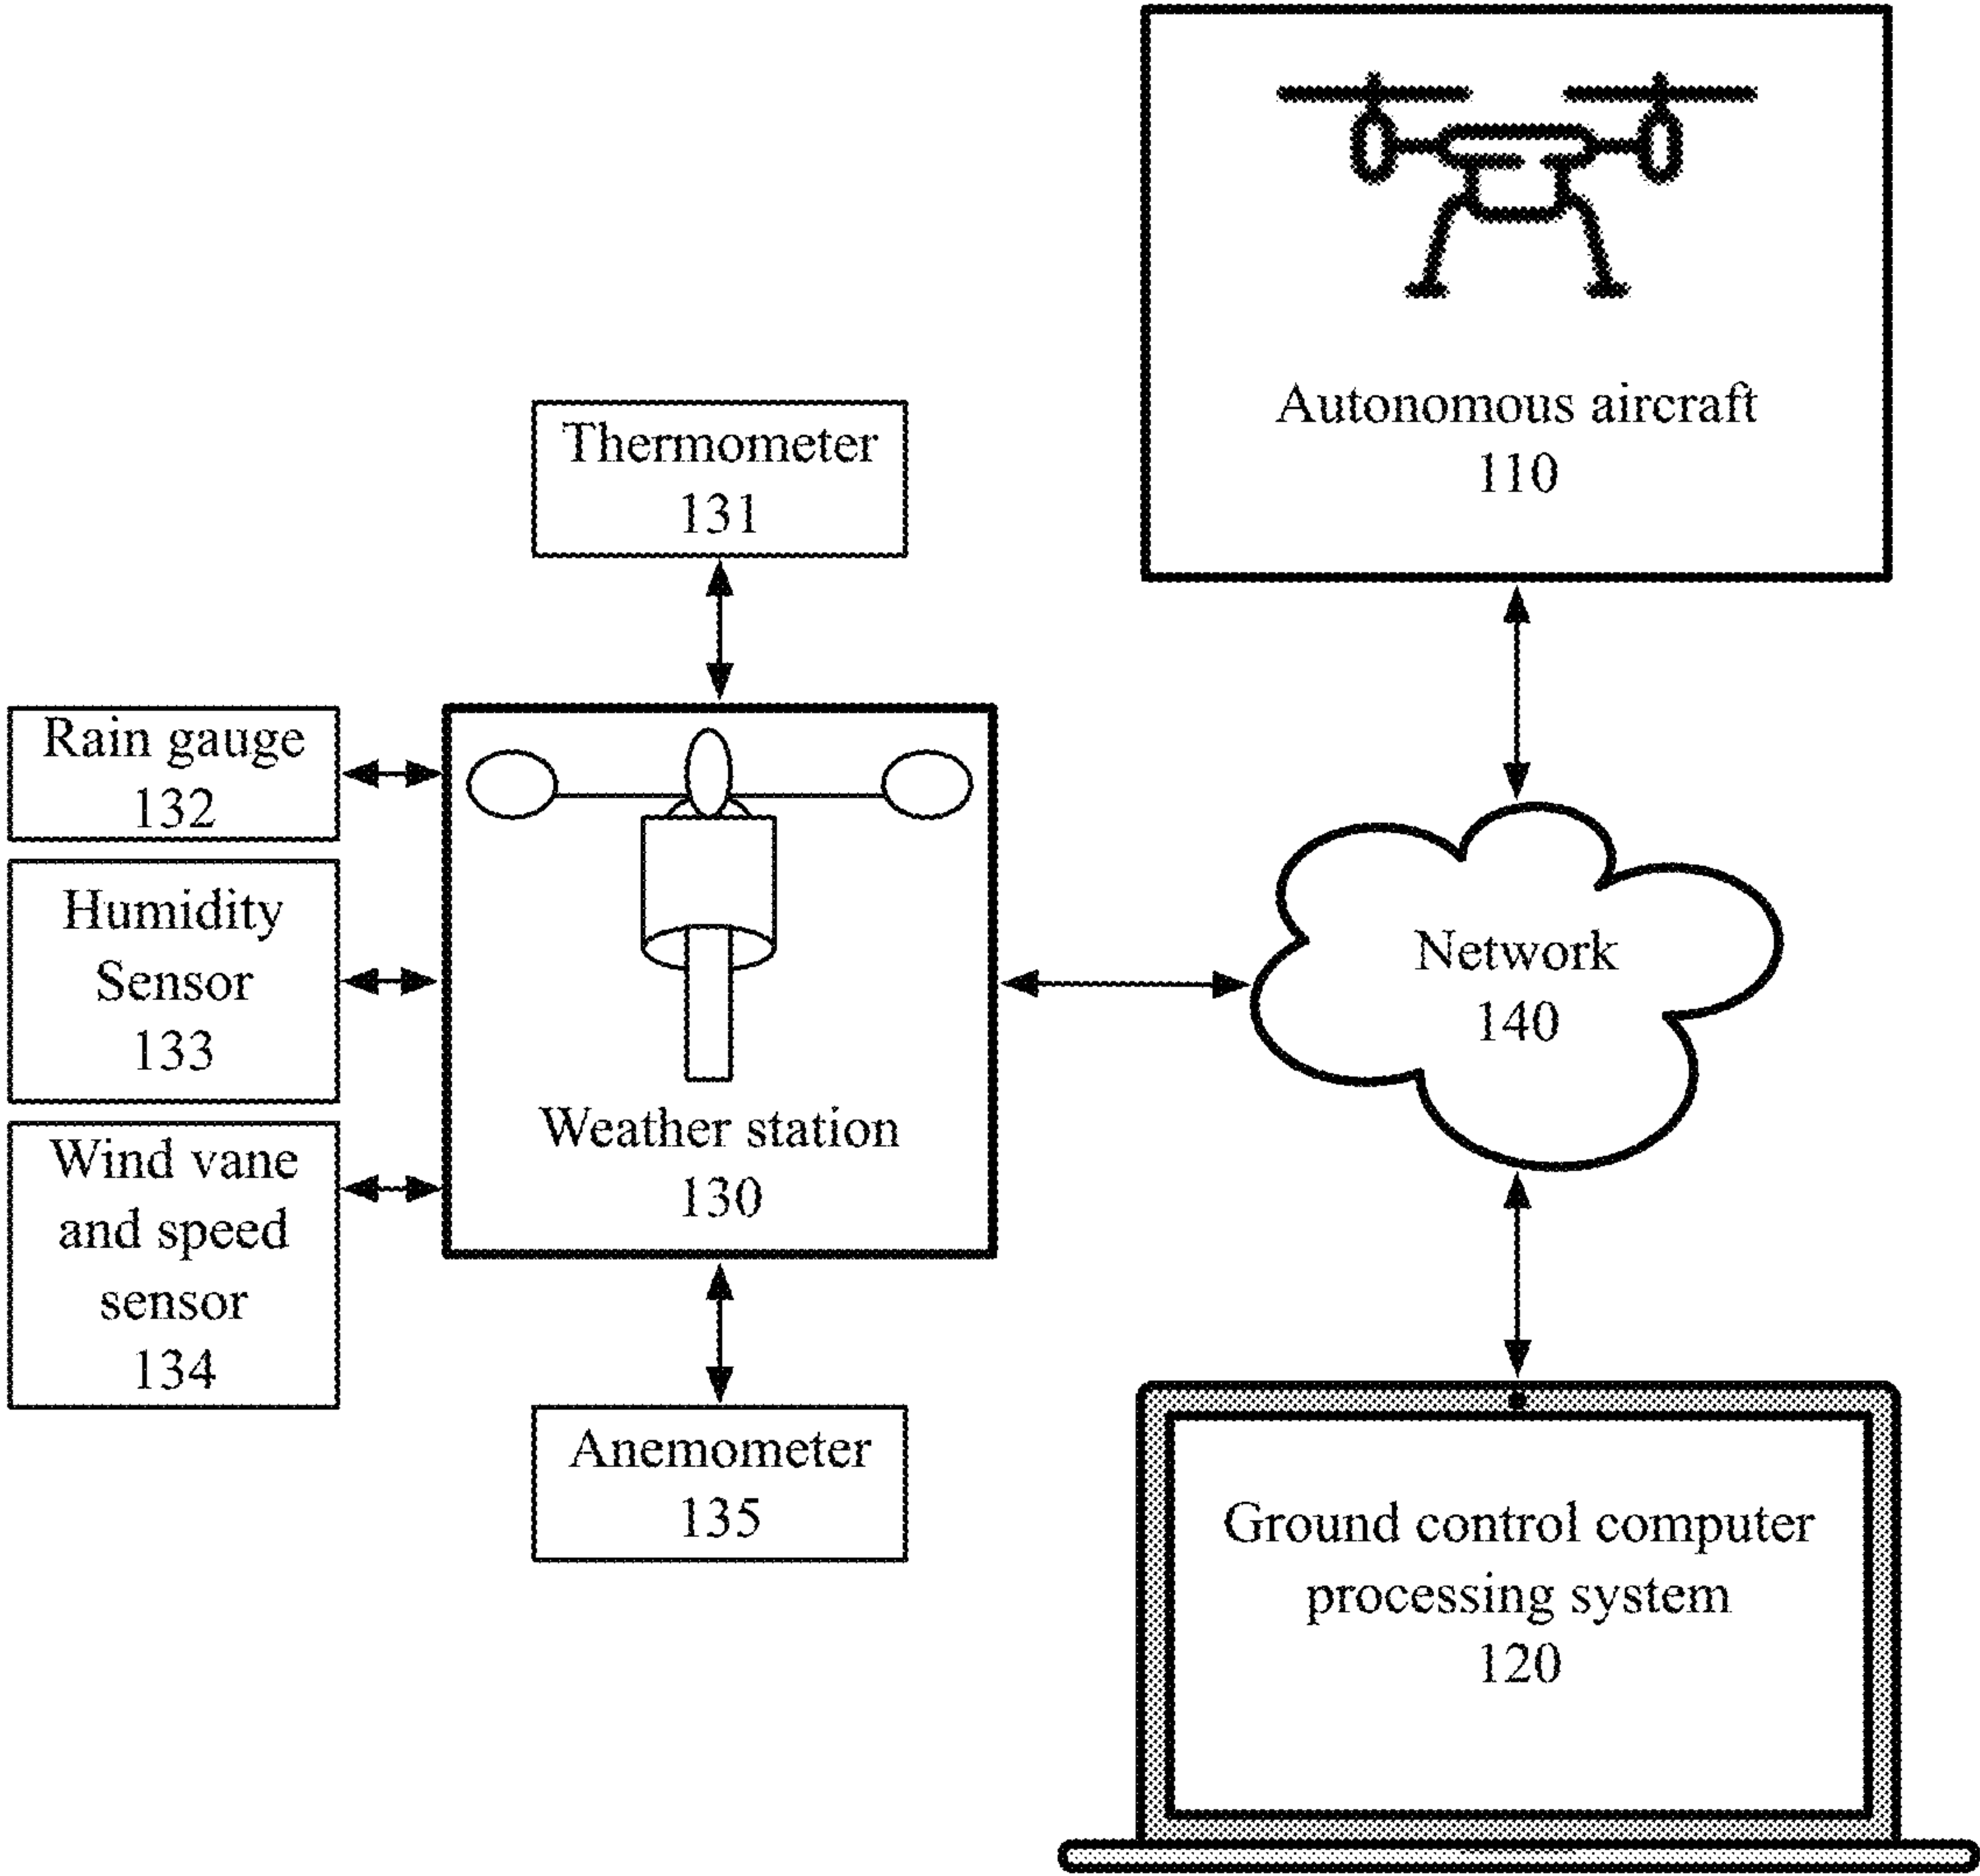 Autonomous aircraft
110
Thermometer
131
Rain gauge
132
Humidity
Sensor
133
Wind vane
and speed
sensor
134
Weather station
130
Network
140
Anemometer
135
Ground control computer
processing system
120